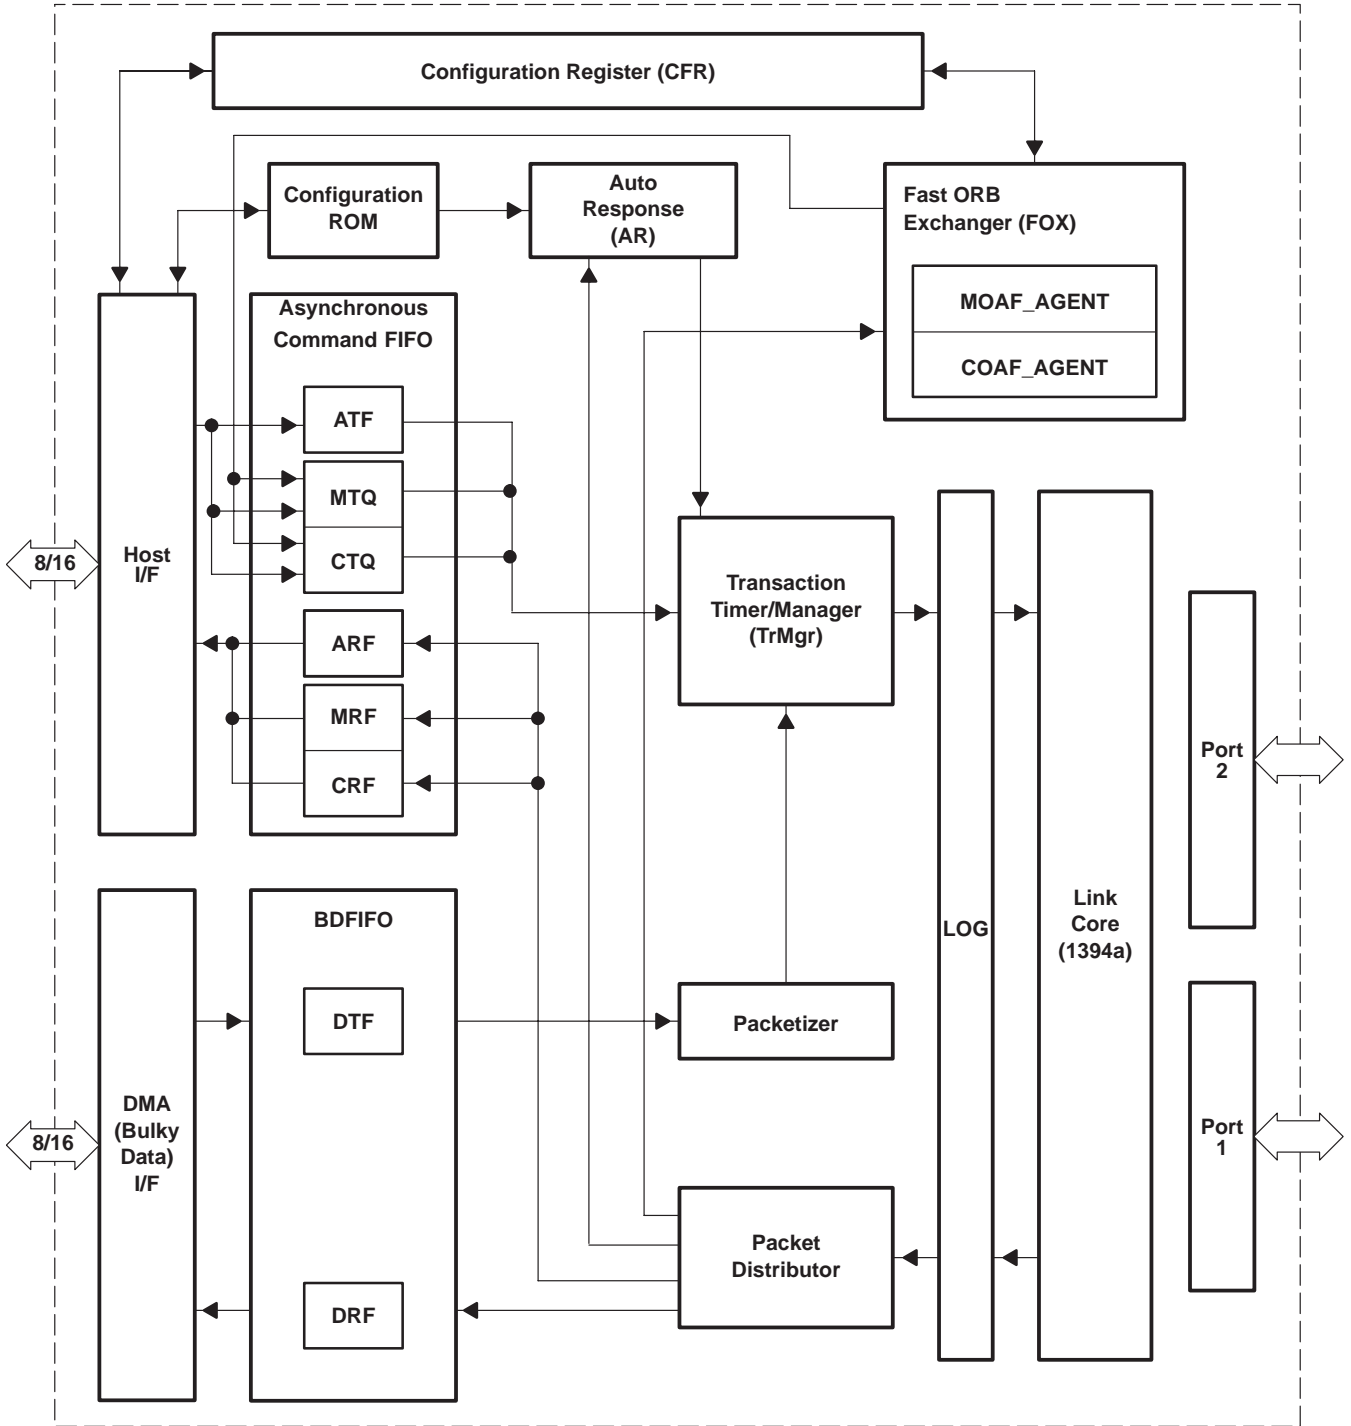 Configuration Register (CFR)
Configuration
ROM
Auto
Response
(AR)
Fast ORB
Exchanger (FOX)
MOAF_AGENT
COAF_AGENT
Asynchronous
Command FIFO
ATF
MTQ
CTQ
ARF
MRF
CRF
8/16
Host
I/F
Transaction
Timer/Manager
(TrMgr)
LOG
Link
Core
(1394a)
Port
2
BDFIFO
DTF
DRF
Packetizer
8/16
DMA
(Bulky
Data)
I/F
Packet
Distributor
Port
1